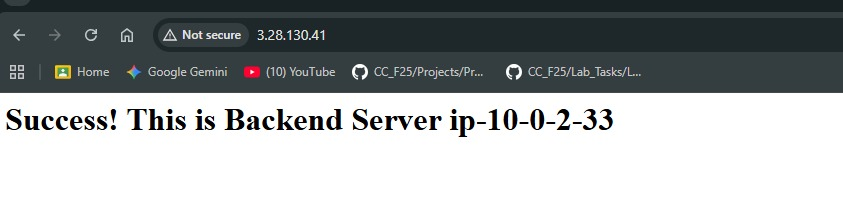 Not secure 3.28.130.41
Home Google Gemini (10) YouTube CC_F25/Projects/Pr... CC_F25/Lab_Tasks/L...
Success! This is Backend Server ip-10-0-2-33